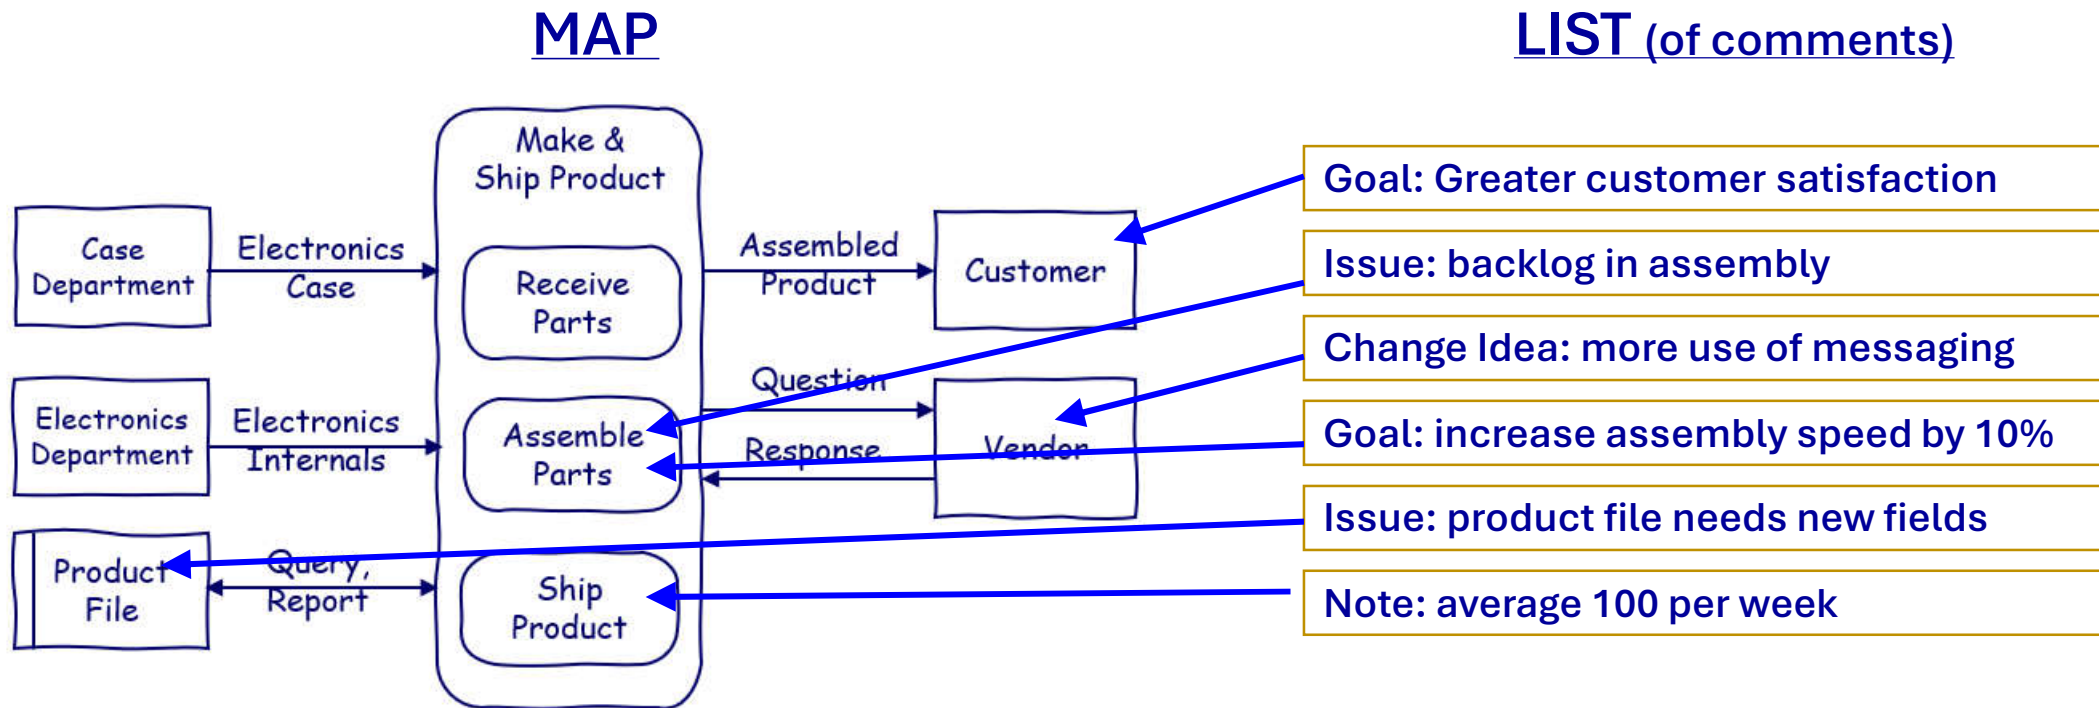 MAP
LIST (of comments)
Make &
Ship Product
Case
Department
Electronics
Case
Receive
Parts
Assembled
Product
Customer
Electronics
Department
Electronics
Internals
Assemble
Parts
Question
Response
Vendor
Product
File
Query,
Report
Ship
Product
Goal: Greater customer satisfaction
Issue: backlog in assembly
Change Idea: more use of messaging
Goal: increase assembly speed by 10%
Issue: product file needs new fields
Note: average 100 per week